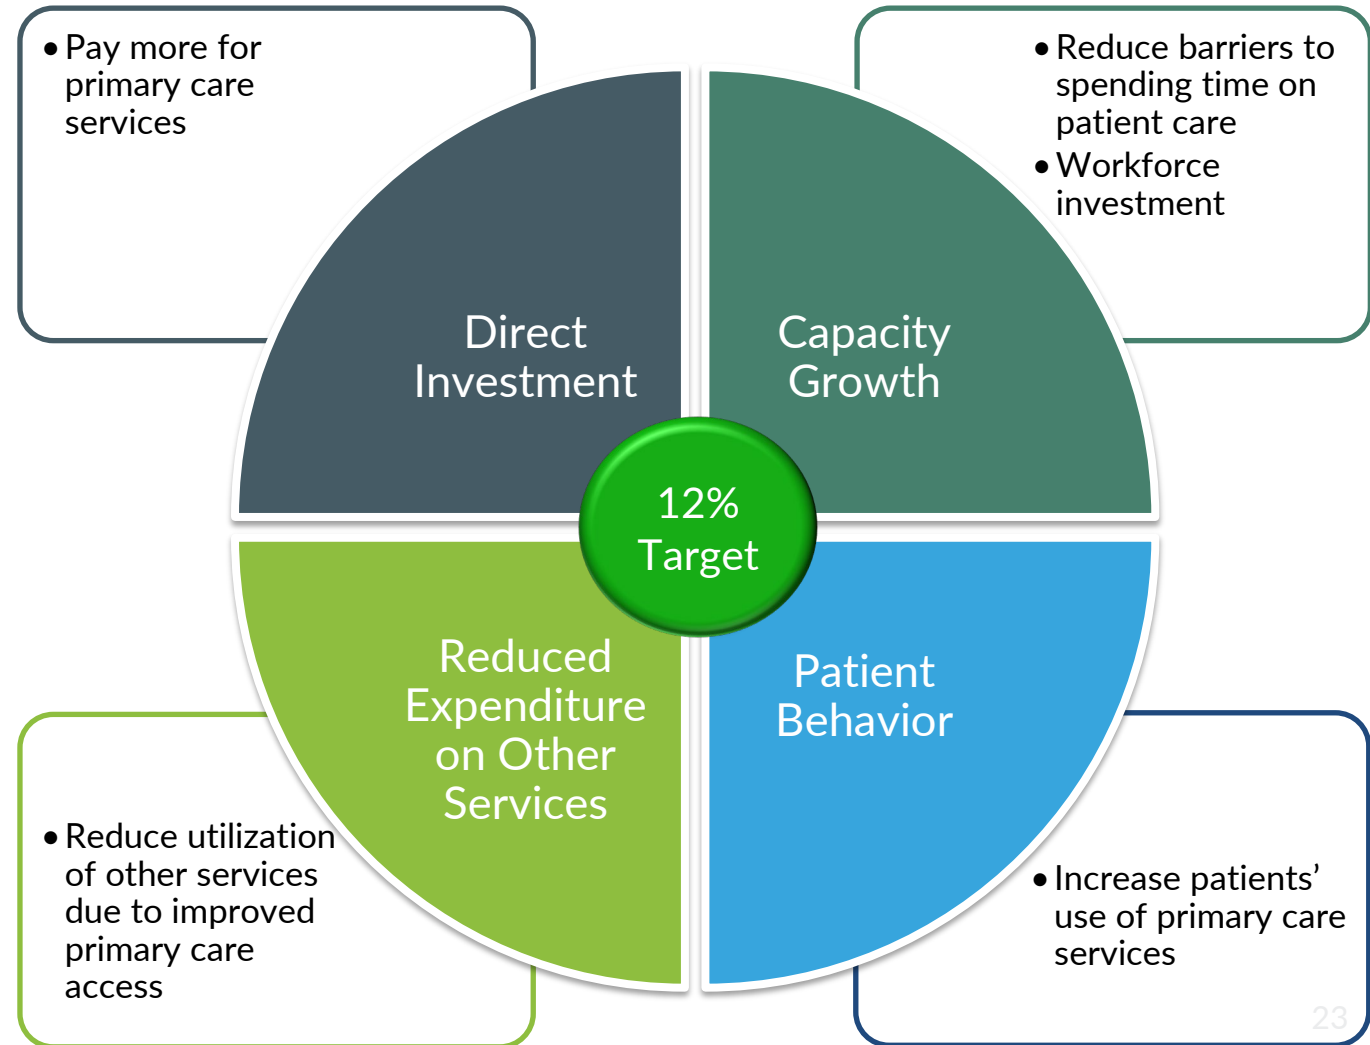 • Pay more for
primary care
services
• Reduce barriers to
spending time on
patient care
• Workforce
investment
Direct
Investment
Capacity
Growth
12%
Target
Reduced
Expenditure
on Other
Services
Patient
Behavior
• Reduce utilization
of other services
due to improved
primary care
access
• Increase patients’
use of primary care
services
23